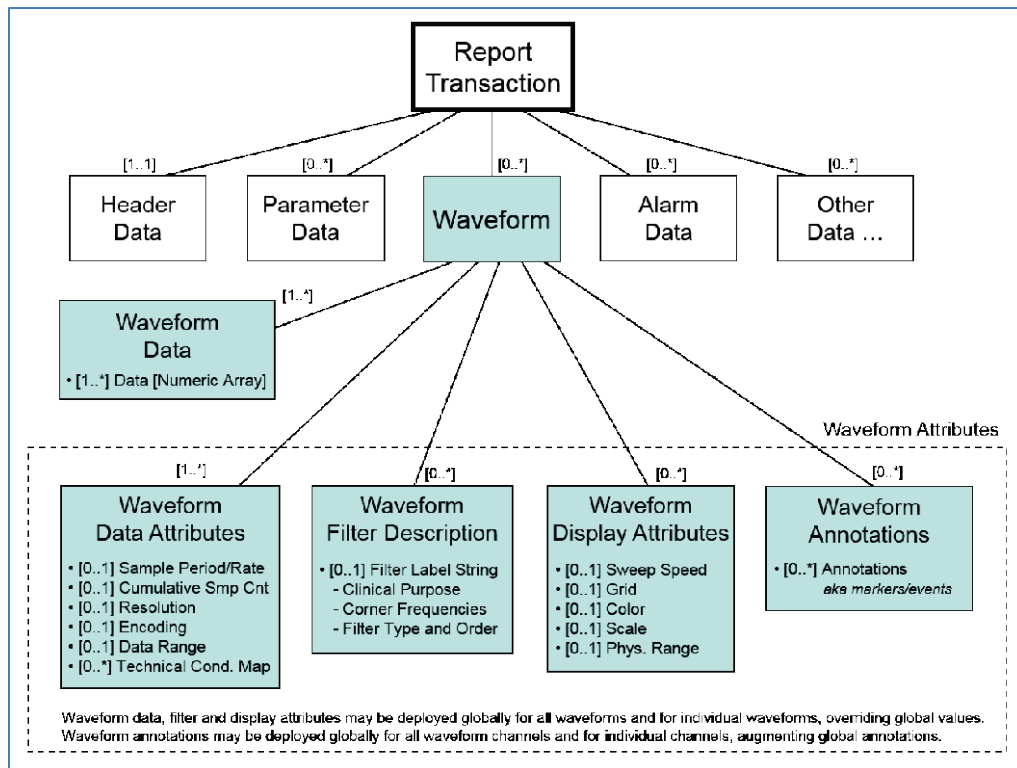 Report
Transaction
[1..1]
[0..*]
[0..*]
[0..*]
[0..*]
Header
Data
Parameter
Data
Waveform
Alarm
Data
Other
Data ...
[1..*]
Waveform
Data
• [1..*] Data [Numeric Array]
Waveform Attributes
[1..*]
[0..*]
[0..*]
[0..*]
Waveform
Data Attributes
• [0..1] Sample Period/Rate
• [0..1] Cumulative Smp Cnt
• [0..1] Resolution
• [0..1] Encoding
• [0..1] Data Range
• [0..*] Technical Cond. Map
Waveform
Filter Description
• [0..1] Filter Label String
- Clinical Purpose
- Corner Frequencies
- Filter Type and Order
Waveform
Display Attributes
• [0..1] Sweep Speed
• [0..1] Grid
• [0..1] Color
• [0..1] Scale
• [0..1] Phys. Range
Waveform
Annotations
• [0..*] Annotations
aka markers/events
Waveform data, filter and display attributes may be deployed globally for all waveforms and for individual waveforms, overriding global values.
Waveform annotations may be deployed globally for all waveform channels and for individual channels, augmenting global annotations.